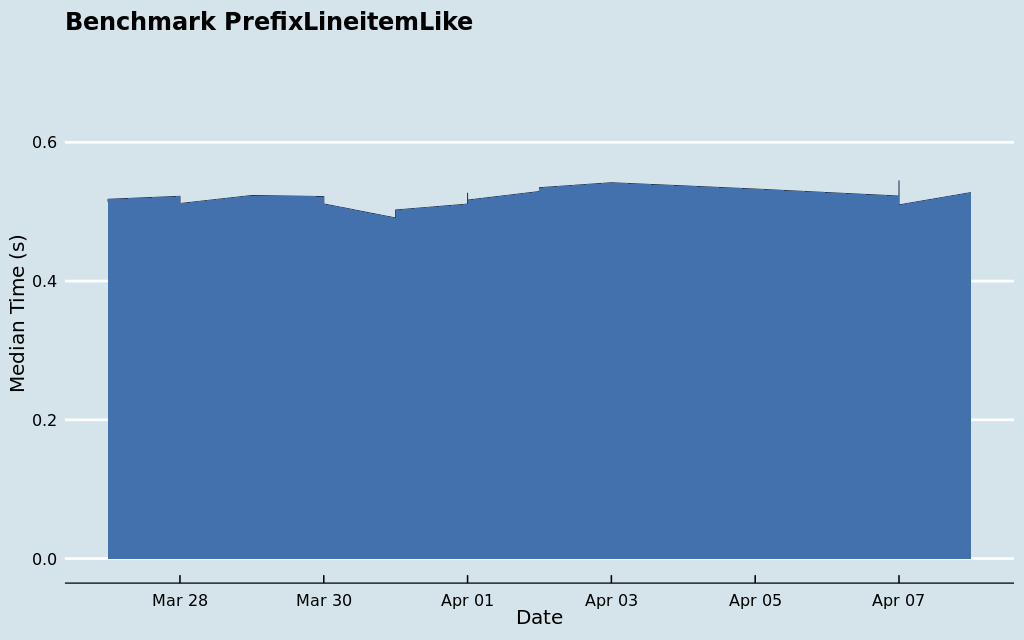 Benchmark PrefixLineitemLike
0.6
0.4
0.2
0.0
Median Time (s)
Mar 28
Mar 30
Apr 01
Apr 03
Apr 05
Apr 07
Date